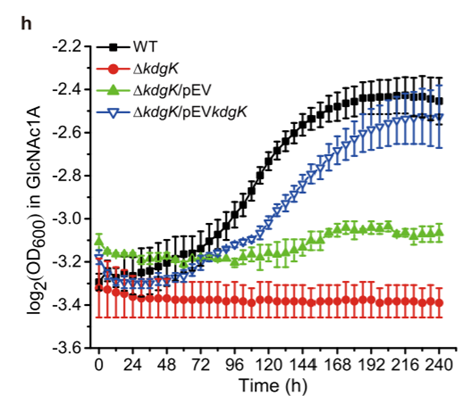 h
WT
ΔkdgK
ΔkdgK/pEV
ΔkdgK/pEVkdgK
log2(OD600) in GlcNAc1A
-2.2
-2.4
-2.6
-2.8
-3.0
-3.2
-3.4
-3.6
0 24 48 72 96 120 144 168 192 216 240
Time (h)